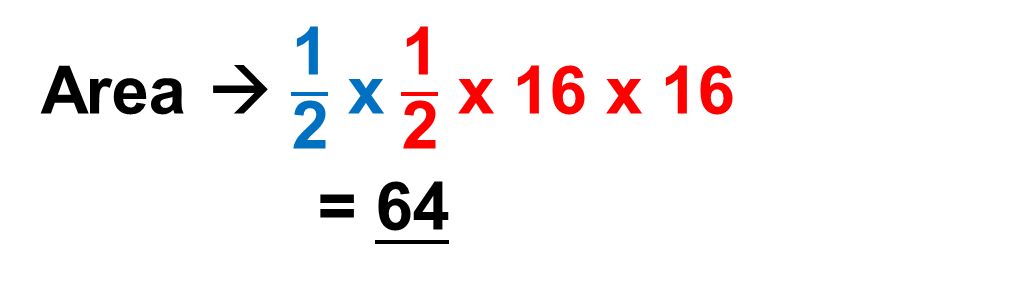 Area → 1/2 x 1/2 x 16 x 16
= 64